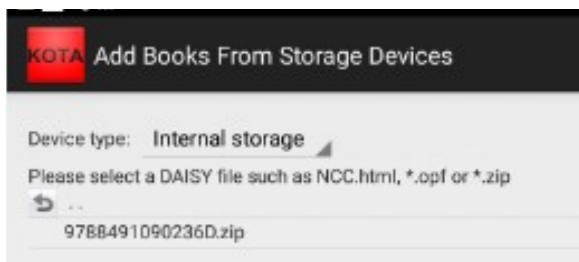 KOTA Add Books From Storage Devices
Device type: Internal storage
Please select a DAISY file such as NCC.html, *.opf or *.zip
..
9788491090236D.zip